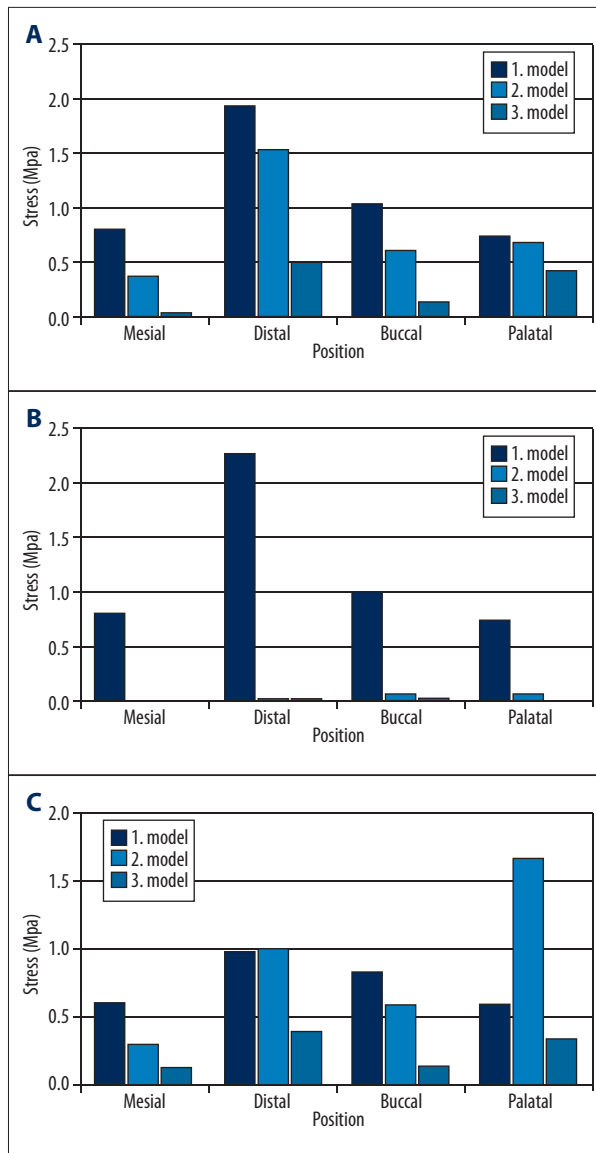 A
2.5
2.0
1.5
1.0
0.5
0.0
Stress (Mpa)
1. model
2. model
3. model
Mesial Distal Buccal Palatal
Position
B
2.5
2.0
1.5
1.0
0.5
0.0
Stress (Mpa)
1. model
2. model
3. model
Mesial Distal Buccal Palatal
Position
C
2.0
1.5
1.0
0.5
0.0
Stress (Mpa)
1. model
2. model
3. model
Mesial Distal Buccal Palatal
Position